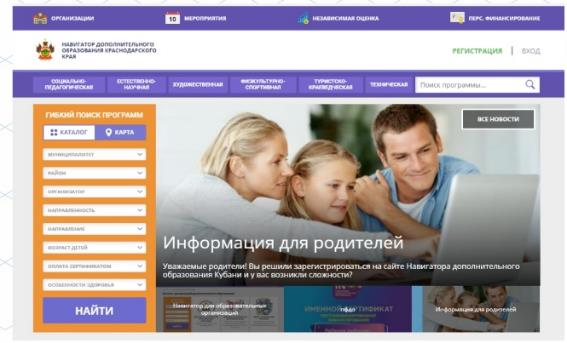 ОРГАНИЗАЦИИ
10 МЕРОПРИЯТИЯ
НЕЗАВИСИМАЯ ОЦЕНКА
ПЕРС. ФИНАНСИРОВАНИЕ
НАВИГАТОР ДОПОЛНИТЕЛЬНОГО
ОБРАЗОВАНИЯ КРАСНОДАРСКОГО
КРАЯ
РЕГИСТРАЦИЯ | ВХОД
СОЦИАЛЬНО-
ПЕДАГОГИЧЕСКАЯ
ЕСТЕСТВЕННО-
НАУЧНАЯ
ХУДОЖЕСТВЕННАЯ
ФИЗКУЛЬТУРНО-
СПОРТИВНАЯ
ТУРИСТСКО-
КРАЕВЕДЧЕСКАЯ
ТЕХНИЧЕСКАЯ
Поиск программы...
ГИБКИЙ ПОИСК ПРОГРАММ
КАТАЛОГ
КАРТА
МУНИЦИПАЛИТЕТ
РАЙОН
ОРГАНИЗАТОР
НАПРАВЛЕННОСТЬ
НАПРАВЛЕНИЕ
ВОЗРАСТ ДЕТЕЙ
ОПЛАТА СЕРТИФИКАТОМ
ОСОБЕННОСТИ ЗДОРОВЬЯ
НАЙТИ
ВСЕ НОВОСТИ
Информация для родителей
Уважаемые родители! Вы решили зарегистрироваться на сайте Навигатора дополнительного
образования Кубани и у вас возникли сложности?
Навигатор для образовательных
организаций
ИМЕННОЙ СЕРТИФИКАТ
Информация для родителей